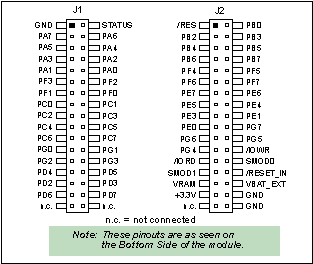 J1 J2
GND STATUS /RES PB0
PA7 PA6 PB2 PB3
PA5 PA4 PB4 PB5
PA3 PA2 PB6 PB7
PA1 PA0 PF4 PF5
PF3 PF2 PF6 PF7
PF1 PF0 PE7 PE6
PC0 PC1 PE5 PE4
PC2 PC3 PE3 PE1
PC4 PC5 PE0 PG7
PC6 PC7 PG6 PG5
PG0 PG1 PG4 /IOWR
PG2 PG3 /IORD SMOD0
PD4 PD5 SMOD1 /RESET_IN
PD2 PD3 VRAM VBAT_EXT
PD6 PD7 +3.3V GND
n.c. n.c. n.c. GND
n.c. = not connected
Note: These pinouts are as seen on
the Bottom Side of the module.